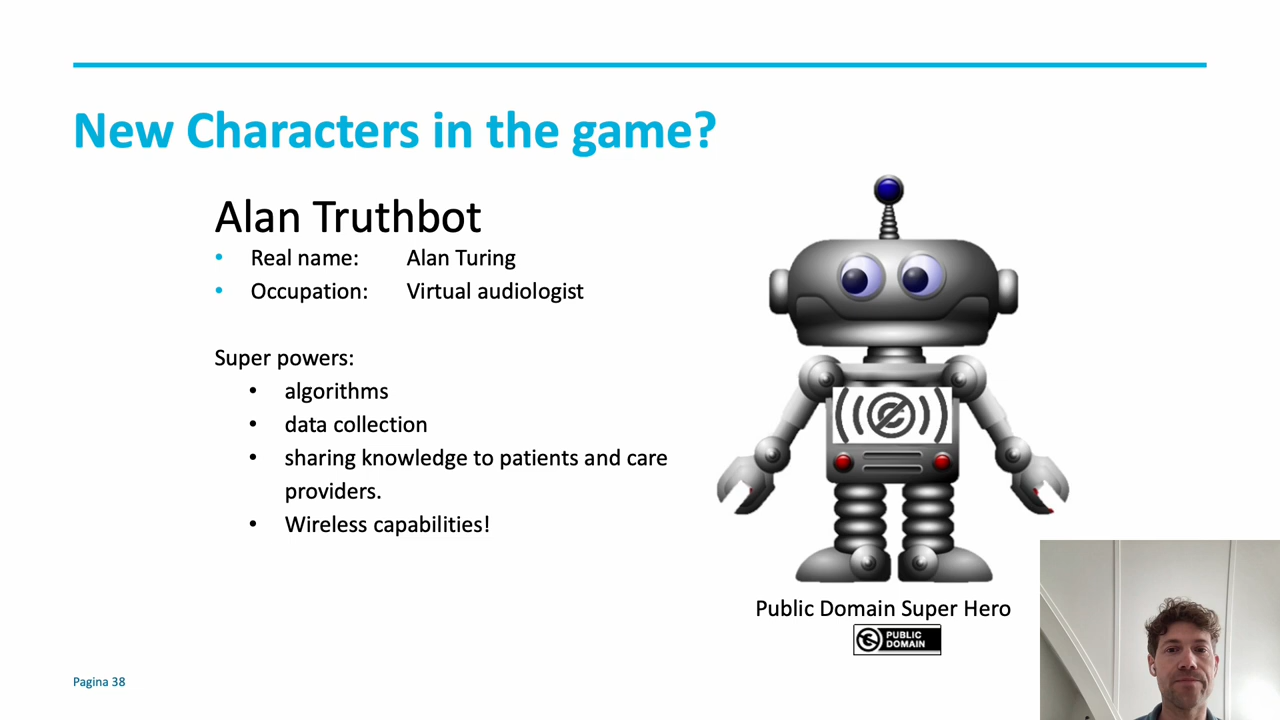 New Characters in the game?
Alan Truthbot
• Real name: Alan Turing
• Occupation: Virtual audiologist
Super powers:
• algorithms
• data collection
• sharing knowledge to patients and care
providers.
• Wireless capabilities!
Public Domain Super Hero
PUBLIC
DOMAIN
Pagina 38